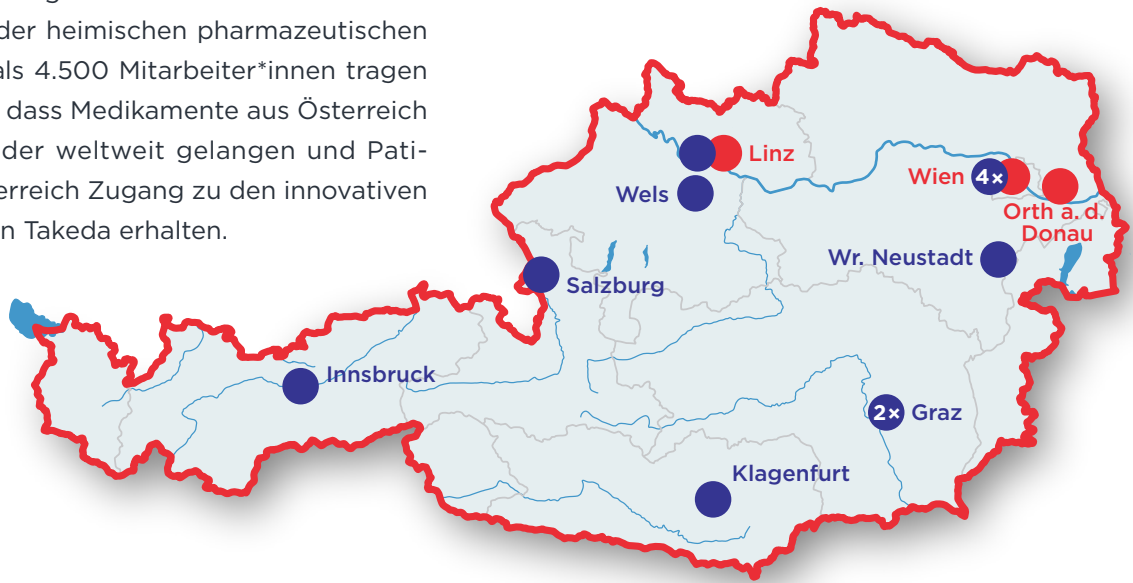 der heimischen pharmazeutischen
als 4.500 Mitarbeiter*innen tragen
dass Medikamente aus Österreich
der weltweit gelangen und Pati-
erreich Zugang zu den innovativen
n Takeda erhalten.
Linz
Wels
Wien 4×
Orth a. d.
Donau
Wr. Neustadt
Salzburg
Innsbruck
2× Graz
Klagenfurt